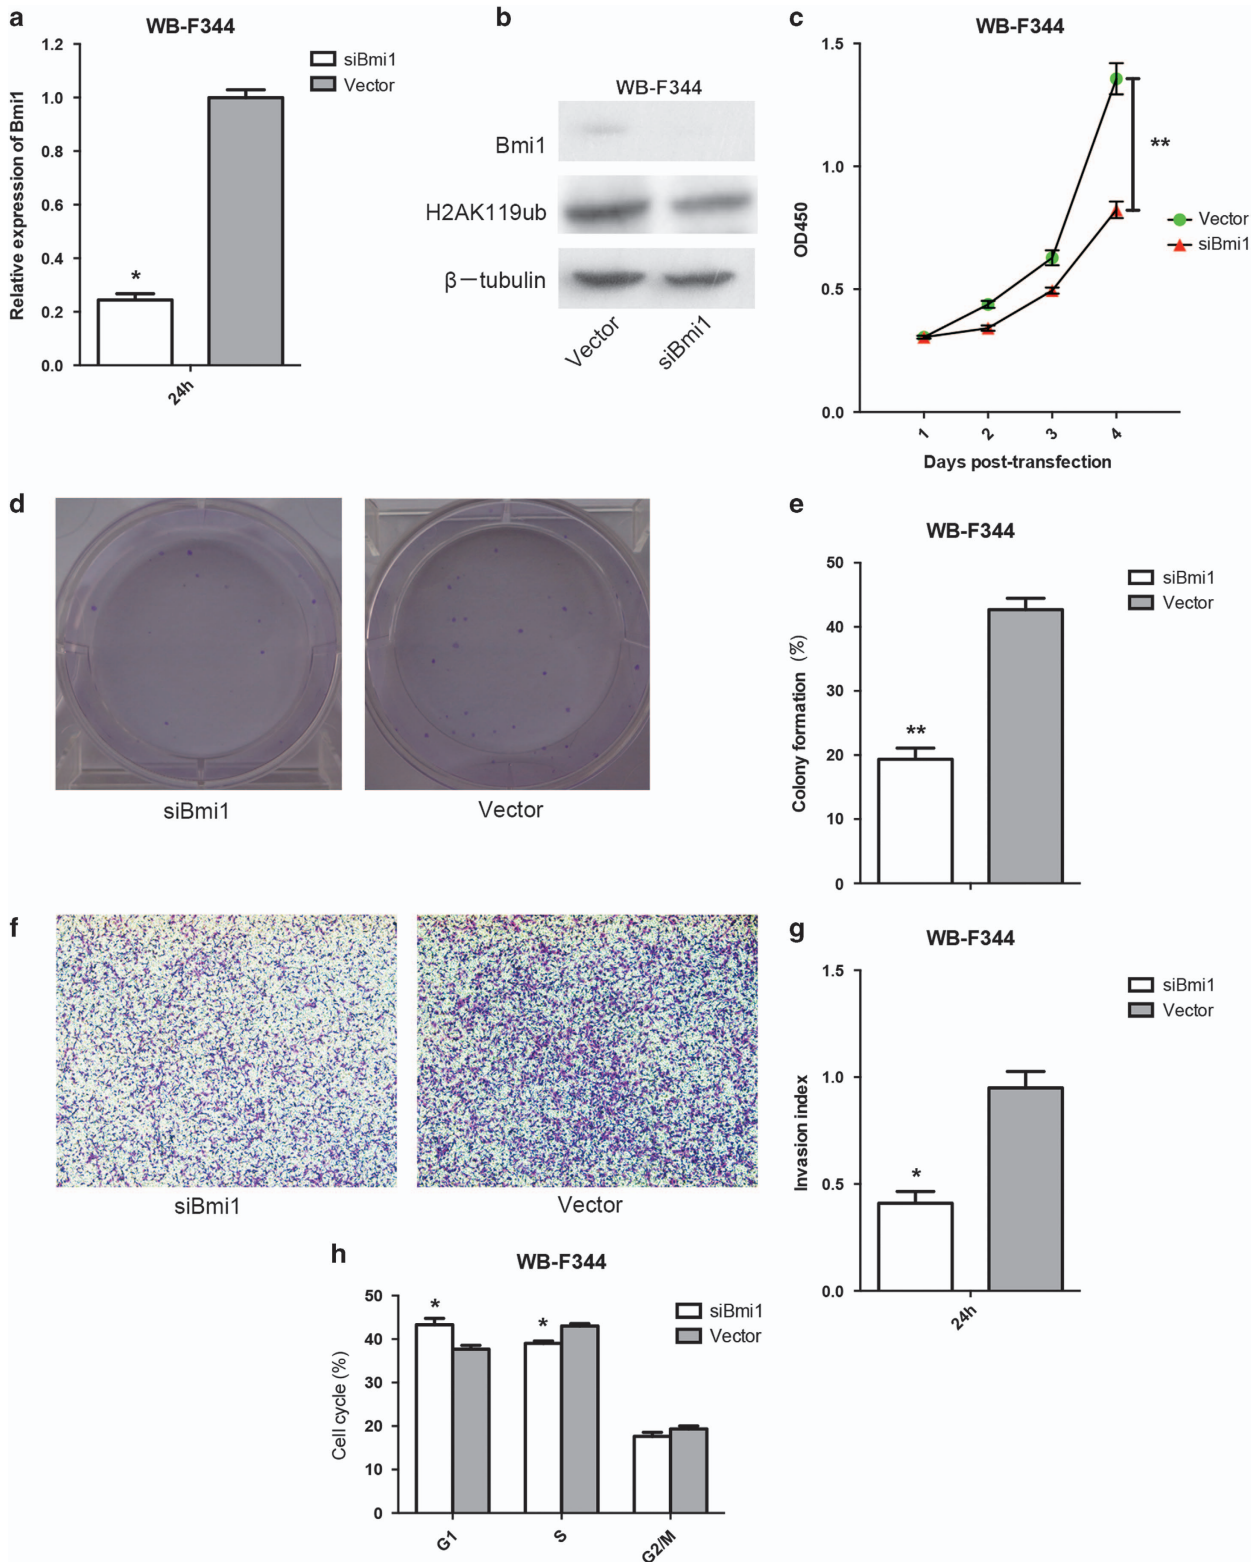 a
WB-F344
Relative expression of Bmi1
1.2
1.0
0.8
0.6
0.4
0.2
0.0
*
24h
siBmi1
Vector
b
WB-F344
Bmi1
H2AK119ub
β−tubulin
Vector
siBmi1
c
WB-F344
OD450
1.5
1.0
0.5
0.0
**
Vector
siBmi1
1
2
3
4
Days post-transfection
d
siBmi1
Vector
e
WB-F344
Colony formation (%)
50
40
30
20
10
0
**
siBmi1
Vector
f
siBmi1
Vector
g
WB-F344
Invasion index
1.5
1.0
0.5
0.0
*
24h
siBmi1
Vector
h
WB-F344
Cell cycle (%)
50
40
30
20
10
0
*
*
G1
S
G2/M
siBmi1
Vector